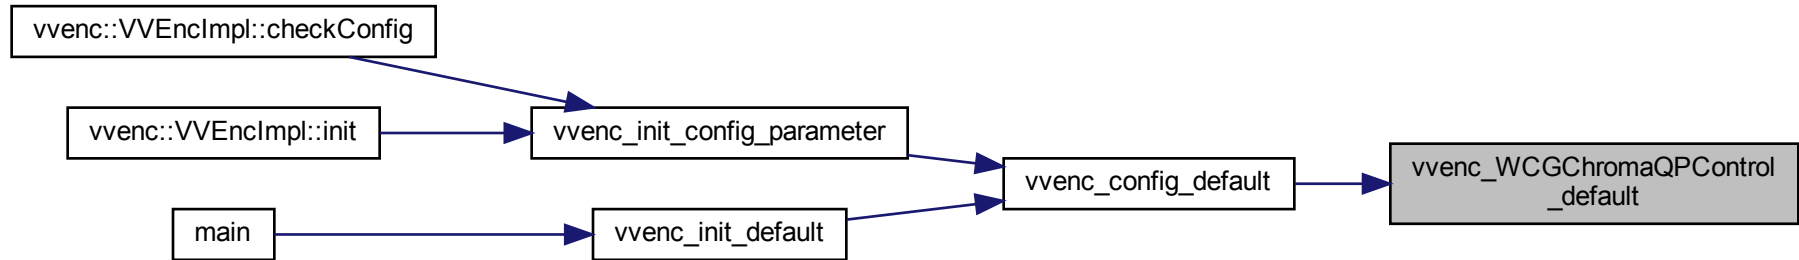 vvenc::VVEncImpl::checkConfig
vvenc::VVEncImpl::init
vvenc_init_config_parameter
vvenc_WCGChromaQPControl
_default
vvenc_config_default
main
vvenc_init_default